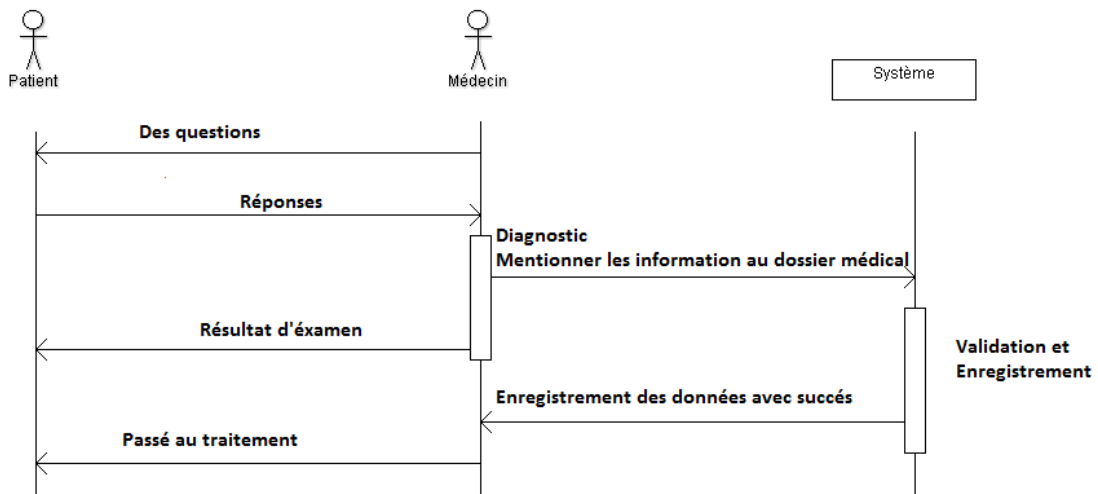 Patient
Médecin
Système
Des questions
Réponses
Diagnostic
Mentionner les information au dossier médical
Résultat d'éxamen
Validation et
Enregistrement
Enregistrement des données avec succés
Passé au traitement